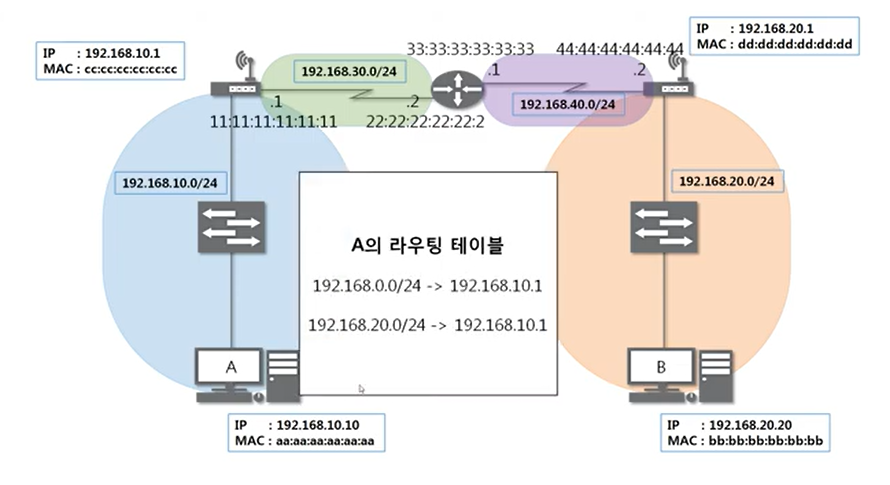 IP : 192.168.10.1
MAC : cc:cc:cc:cc:cc:cc
33:33:33:33:33:33
44:44:44:44:44:44
IP : 192.168.20.1
MAC : dd:dd:dd:dd:dd:dd
192.168.30.0/24
.1
.2
.1
.2
192.168.40.0/24
11:11:11:11:11:11
22:22:22:22:22:2
192.168.10.0/24
192.168.20.0/24
A의 라우팅 테이블
192.168.0.0/24 -> 192.168.10.1
192.168.20.0/24 -> 192.168.10.1
A
B
IP : 192.168.10.10
MAC : aa:aa:aa:aa:aa:aa
IP : 192.168.20.20
MAC : bb:bb:bb:bb:bb:bb